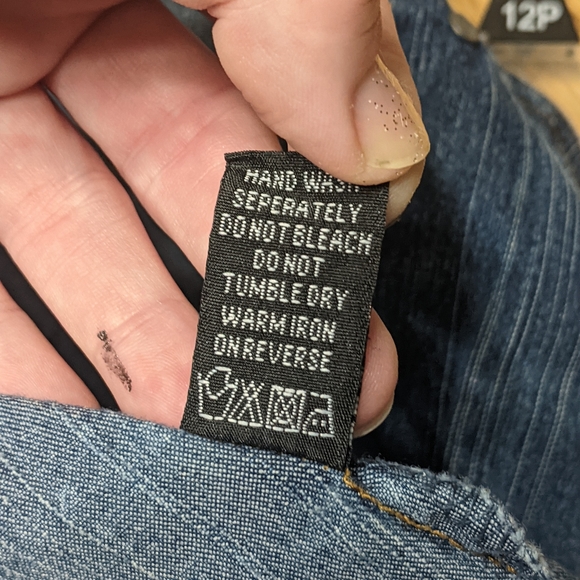 12P
HAND WASH
SEPERATELY
DO NOT BLEACH
DO NOT
TUMBLE DRY
WARM IRON
ON REVERSE